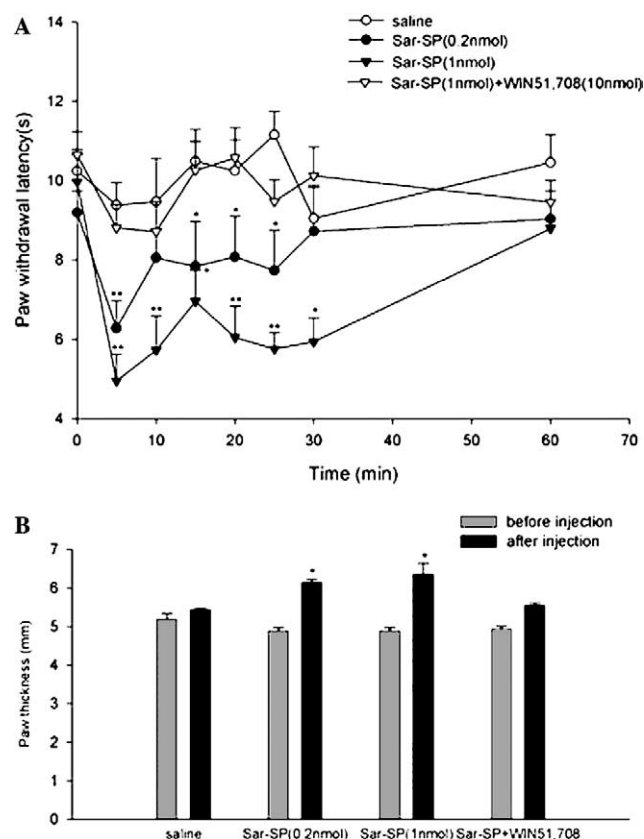 A
saline
Sar-SP(0.2nmol)
Sar-SP(1nmol)
Sar-SP(1nmol)+WIN51,708(10nmol)
Paw withdrawal latency(s)
14
12
10
8
6
4
** ** ** ** * * * ** * ** *
0 10 20 30 40 50 60 70
Time (min)
B
before injection
after injection
Paw thickness (mm)
7
6
5
4
3
2
1
0
* *
saline Sar-SP(0.2nmol) Sar-SP(1nmol) Sar-SP+WIN51,708